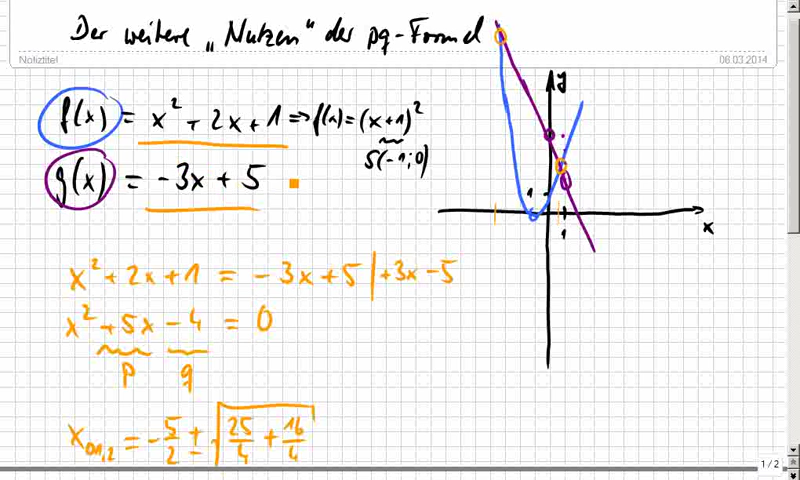 Der weitere „Nutzen" der pq-Formel
Notiztitel
06.03.2014
f(x) = x² + 2x + 1 ⇒ f(x) = (x+1)²
S(-1;0)
g(x) = -3x + 5
y
1
x
1
x² + 2x + 1 = -3x + 5 | +3x - 5
x² + 5x - 4 = 0
p q
x₀₁,₂ = -5/2 ± √(25/4 + 16/4)
1 / 2